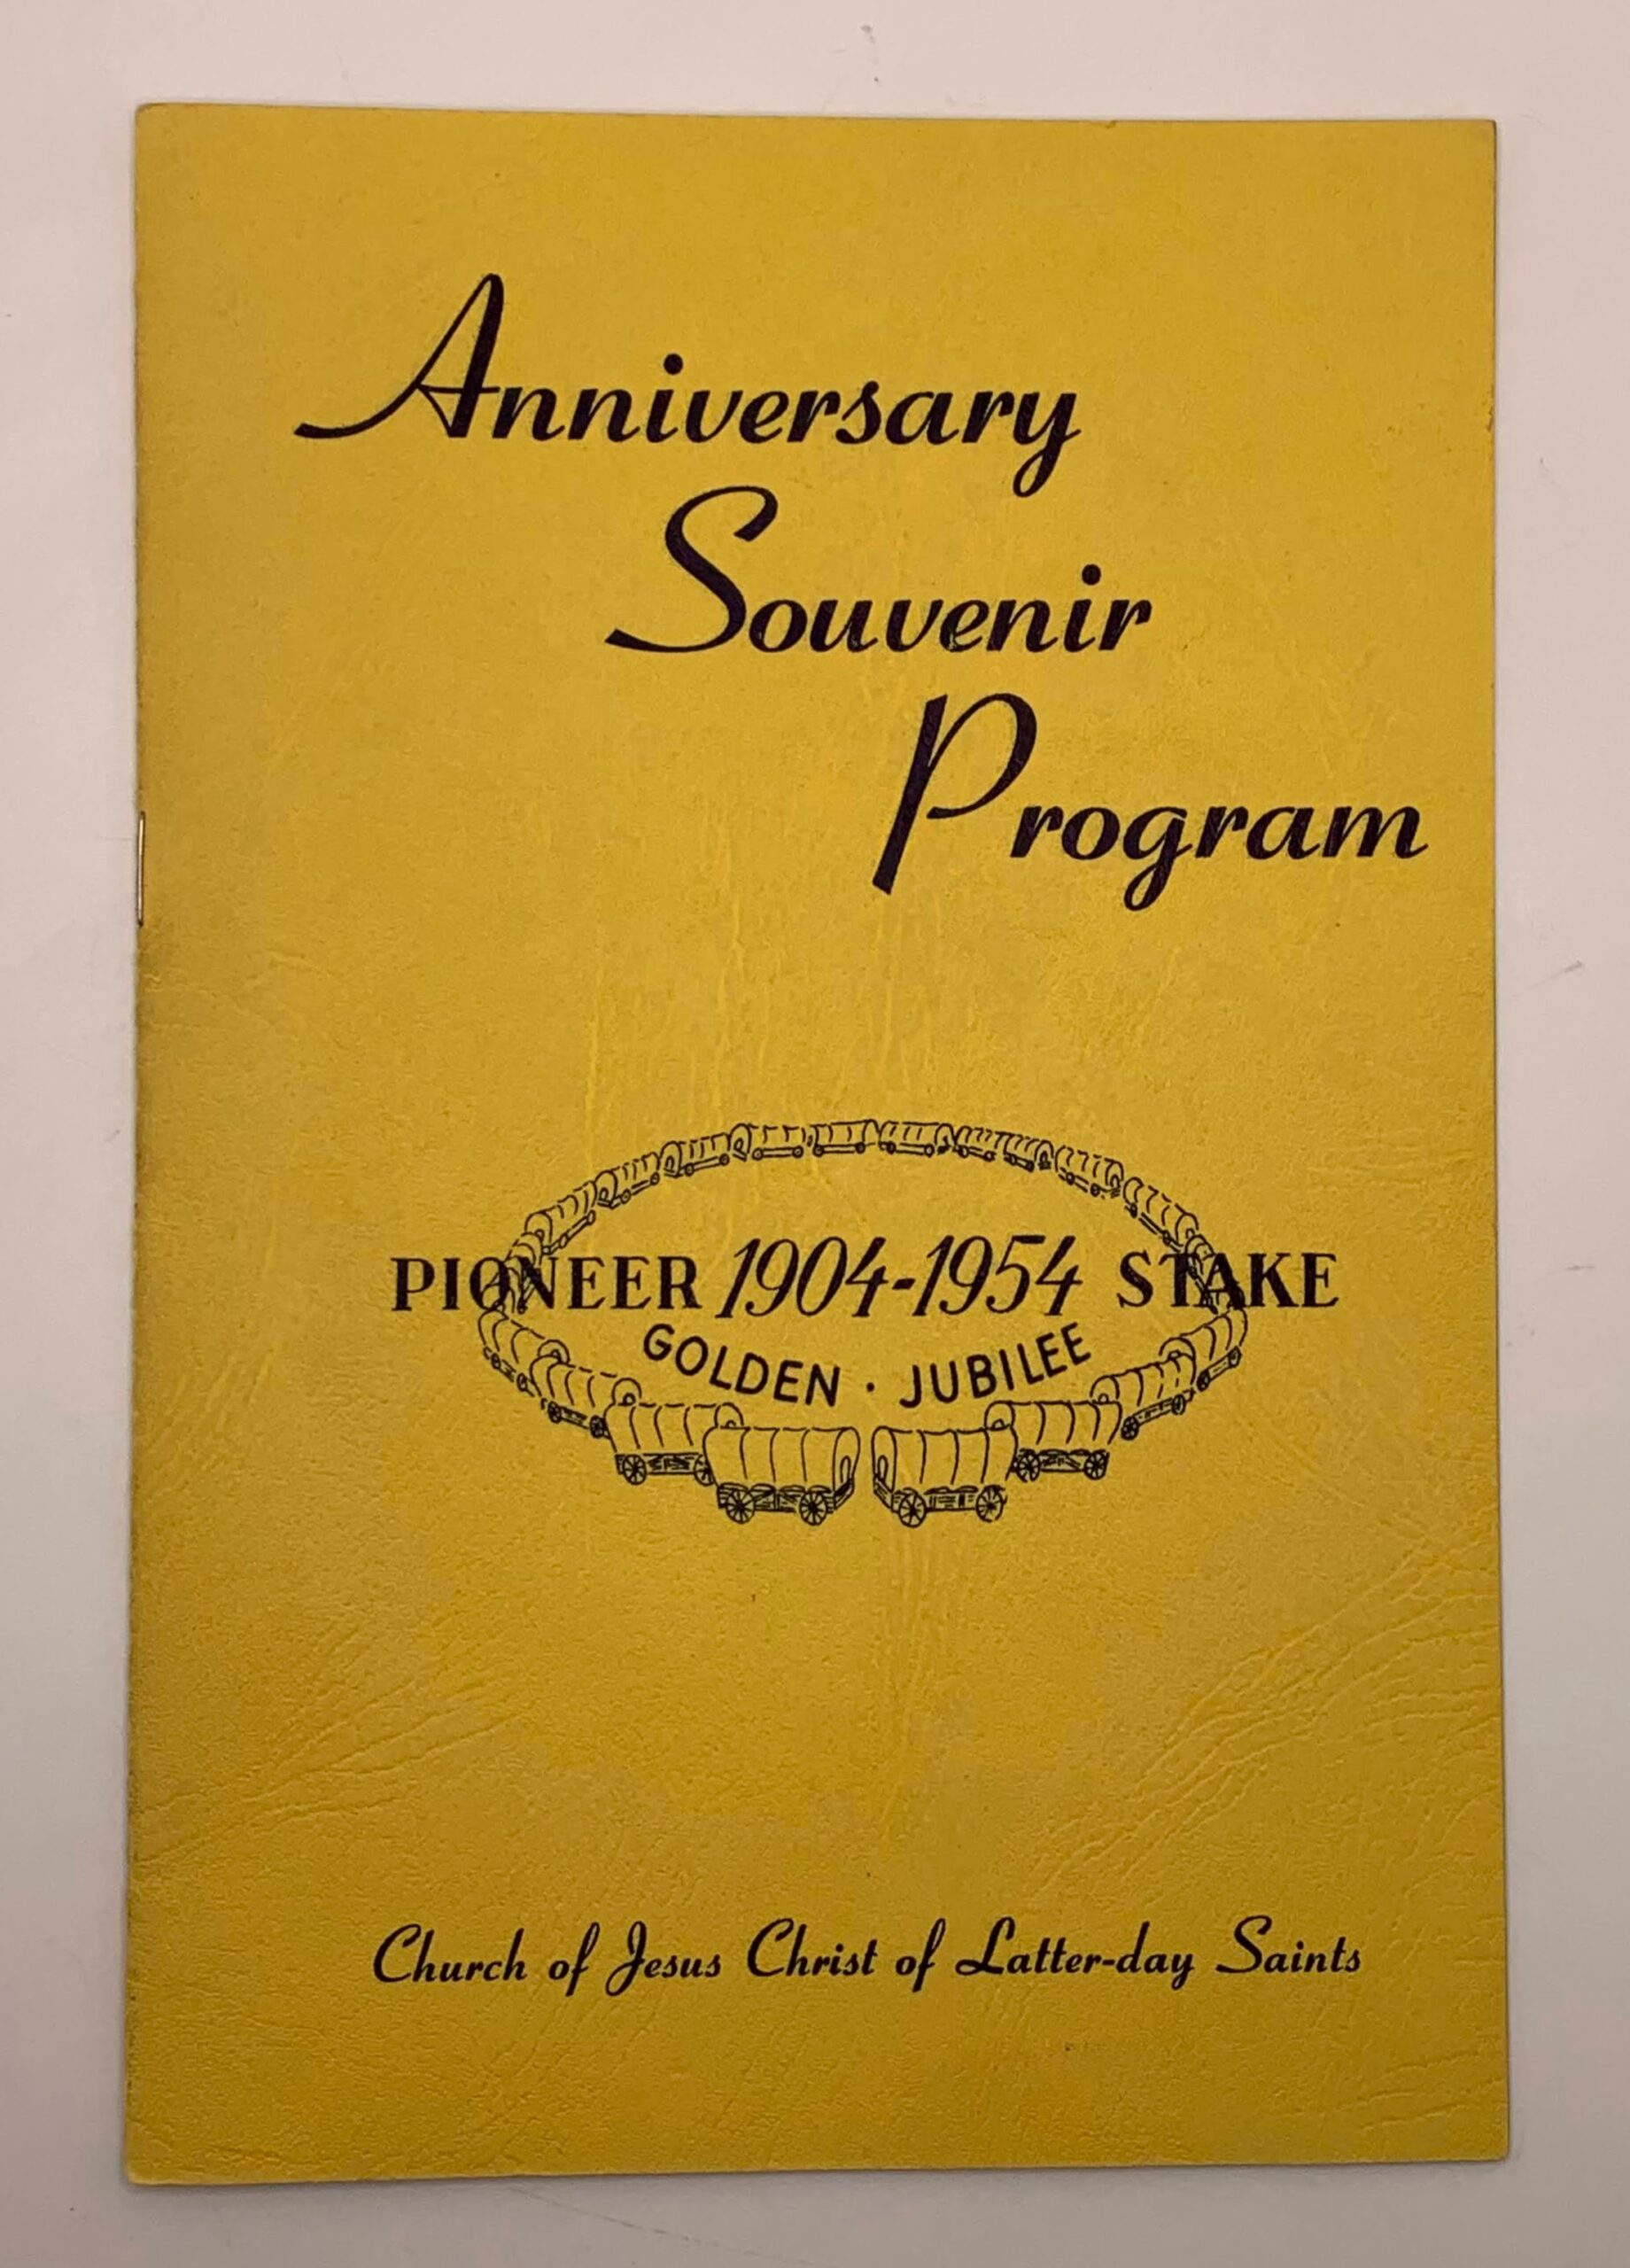 Anniversary
Souvenir
Program
PIONEER 1904-1954 STAKE
GOLDEN · JUBILEE
Church of Jesus Christ of Latter-day Saints